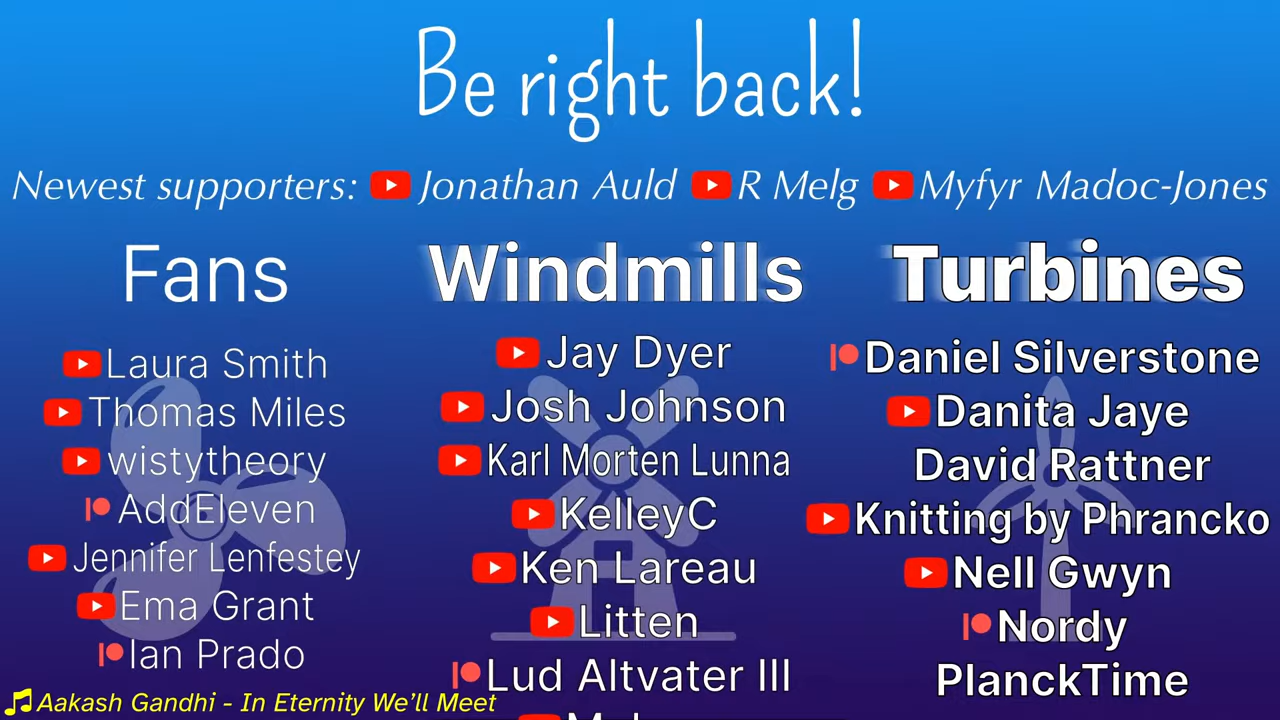 Be right back!
Newest supporters: Jonathan Auld R Melg Myfyr Madoc-Jones
Fans
Laura Smith
Thomas Miles
wistytheory
AddEleven
Jennifer Lenfestey
Ema Grant
Ian Prado
Windmills
Jay Dyer
Josh Johnson
Karl Morten Lunna
KelleyC
Ken Lareau
Litten
Lud Altvater III
Turbines
Daniel Silverstone
Danita Jaye
David Rattner
Knitting by Phrancko
Nell Gwyn
Nordy
PlanckTime
Aakash Gandhi - In Eternity We’ll Meet